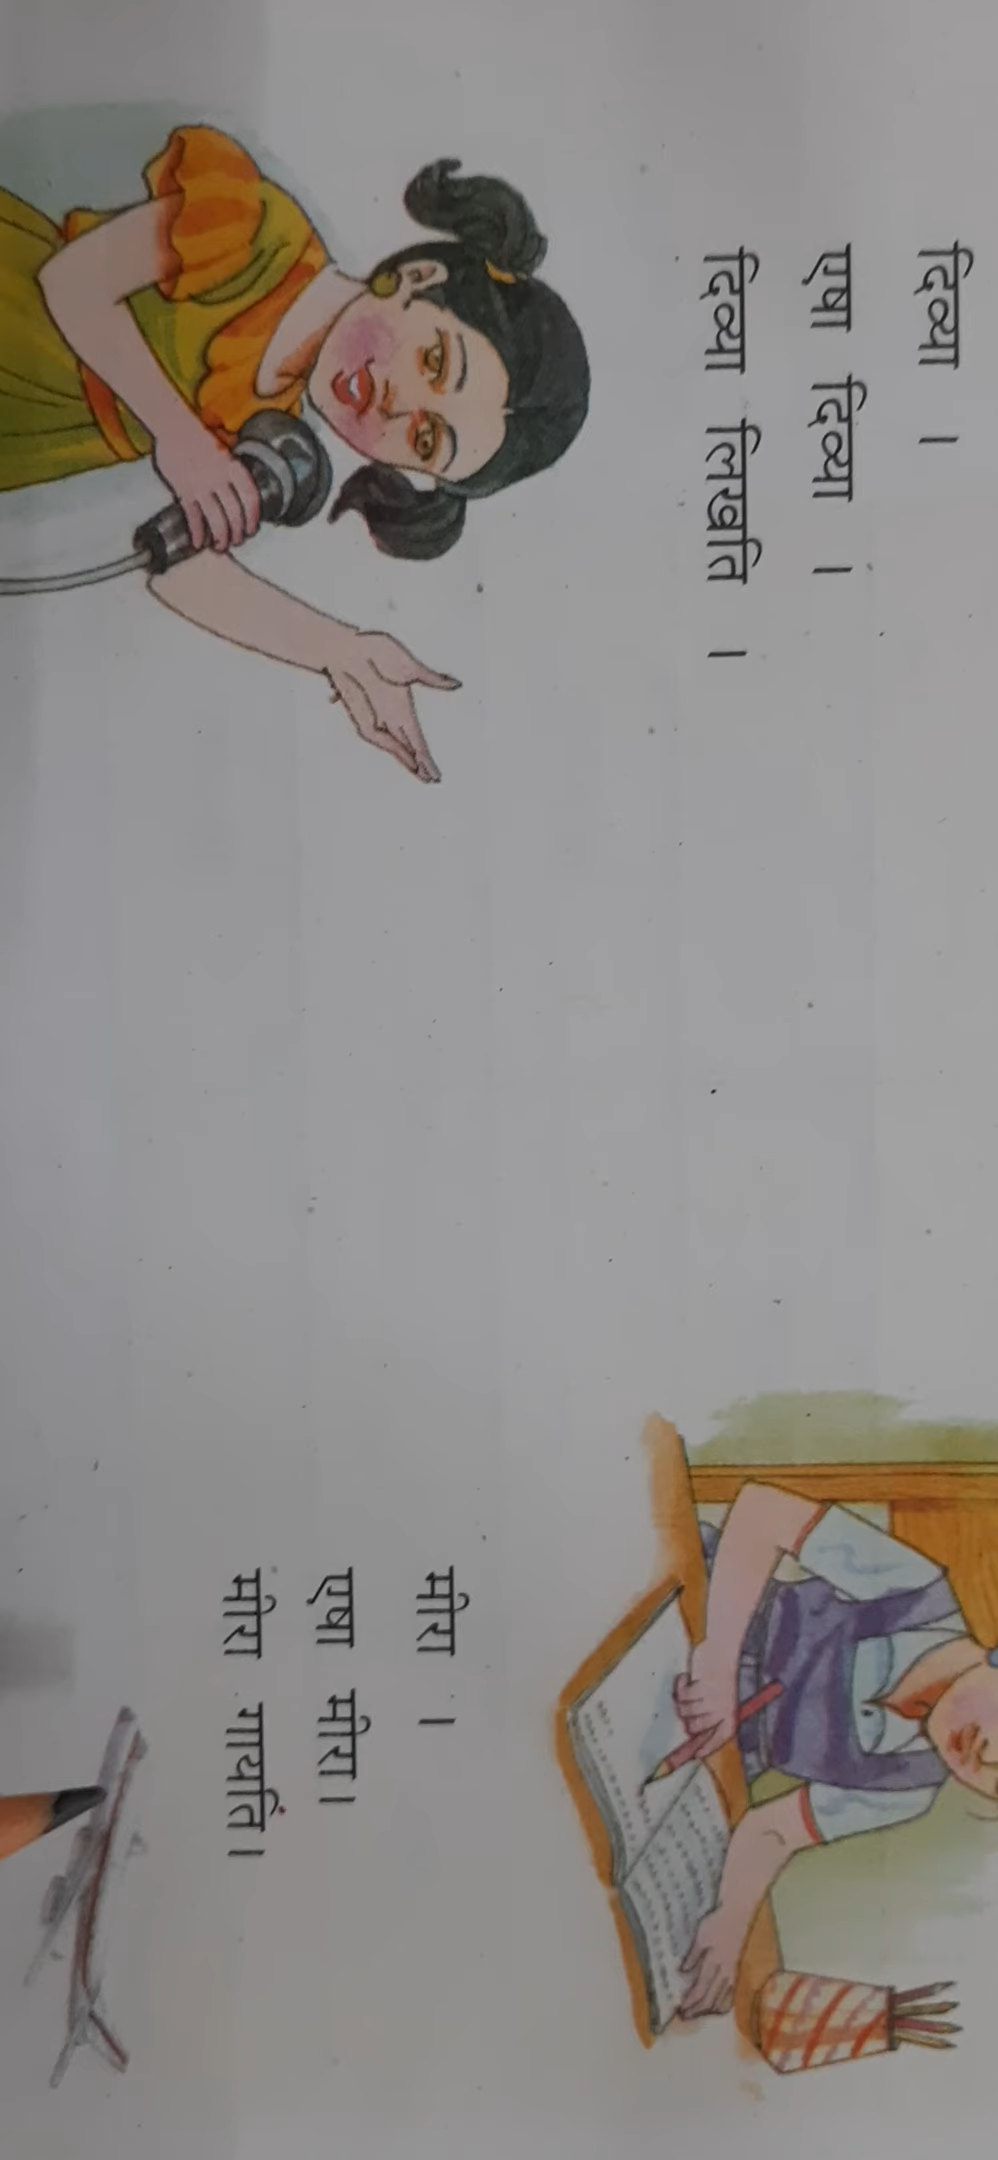 दिव्या ।
एषा दिव्या ।
दिव्या लिखति ।
मीरा ।
एषा मीरा।
मीरा गायति।